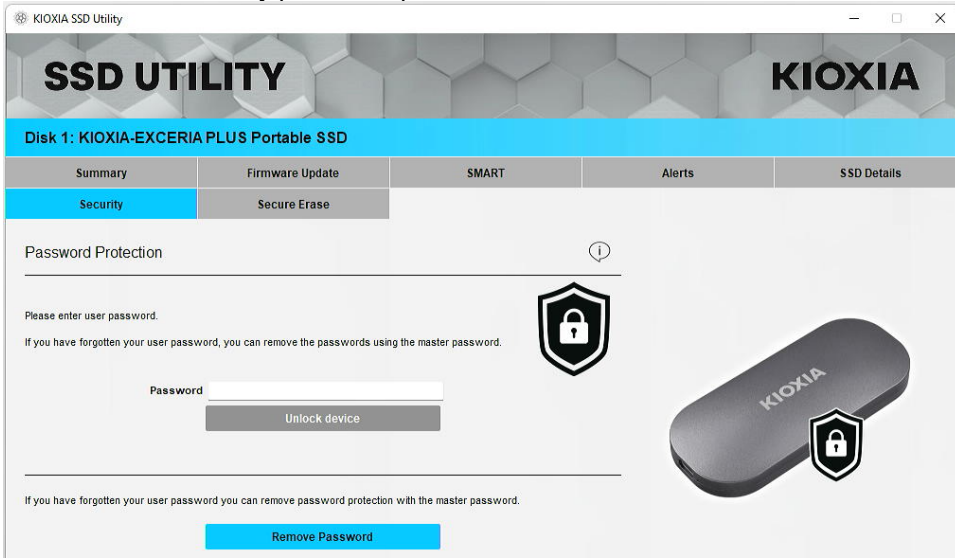 KIOXIA SSD Utility
SSD UTILITY
KIOXIA
Disk 1: KIOXIA-EXCERIA PLUS Portable SSD
Summary
Firmware Update
SMART
Alerts
SSD Details
Security
Secure Erase
Password Protection
Please enter user password.
If you have forgotten your user password, you can remove the passwords using the master password.
Password
Unlock device
KIOXIA
If you have forgotten your user password you can remove password protection with the master password.
Remove Password